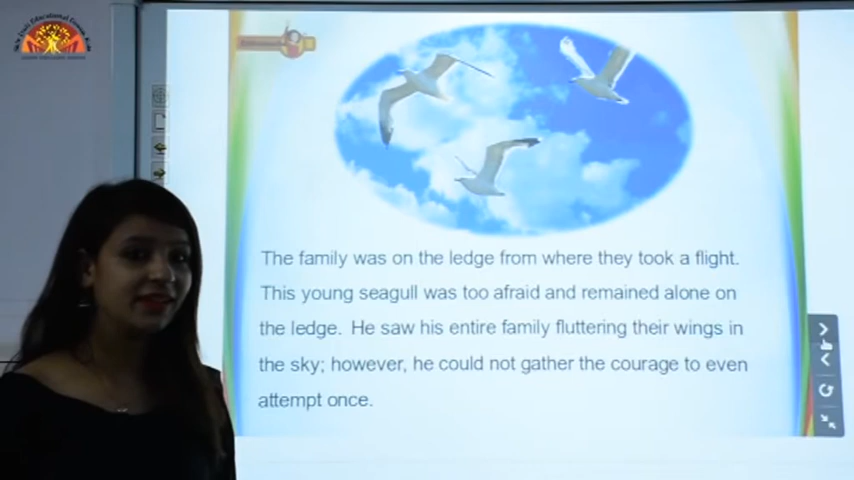 The family was on the ledge from where they took a flight.
This young seagull was too afraid and remained alone on
the ledge. He saw his entire family fluttering their wings in
the sky; however, he could not gather the courage to even
attempt once.